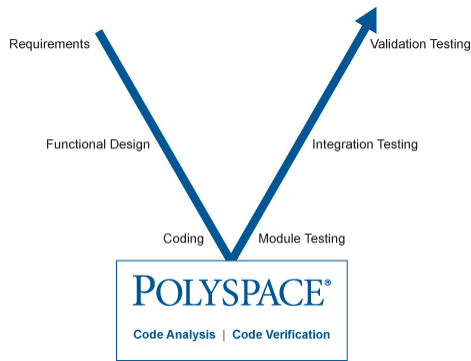 Requirements
Validation Testing
Functional Design
Integration Testing
Coding
Module Testing
POLYSPACE®
Code Analysis | Code Verification